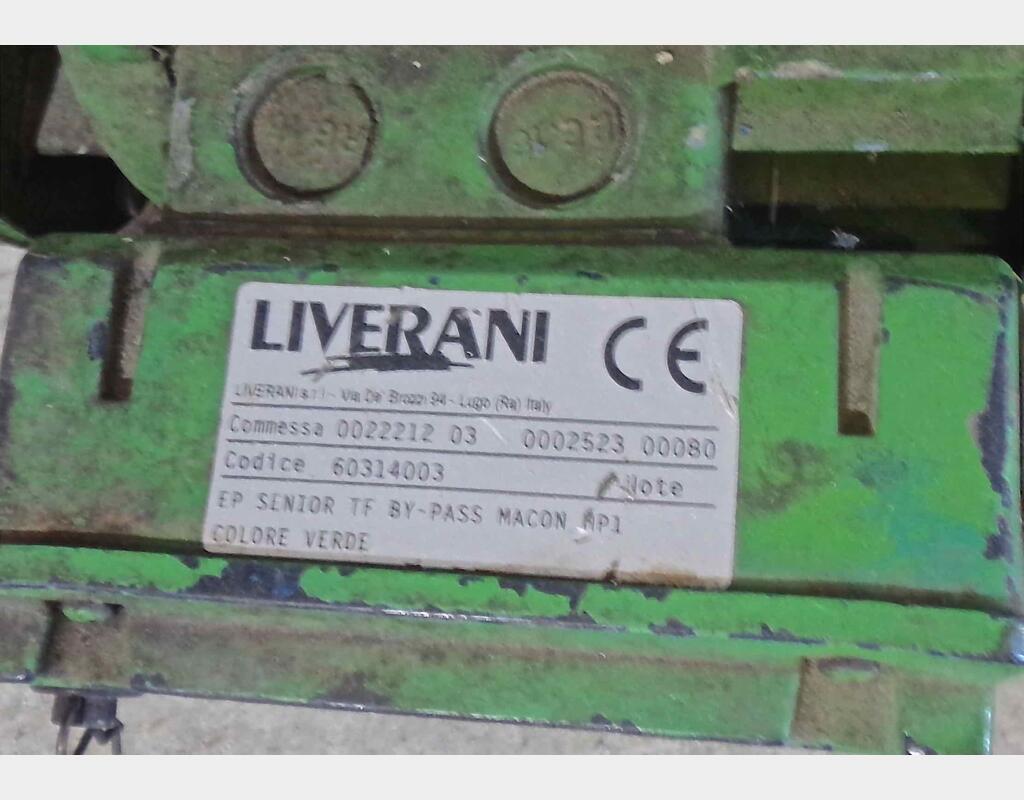 LIVERANI
CE
LIVERANI s.r.l - Via De' Brozzi 94 - Lugo (Ra) Italy
Commessa 0022212 03 0002523 00080
Codice 60314003 Note
EP SENIOR TF BY-PASS MACON MP1
COLORE VERDE